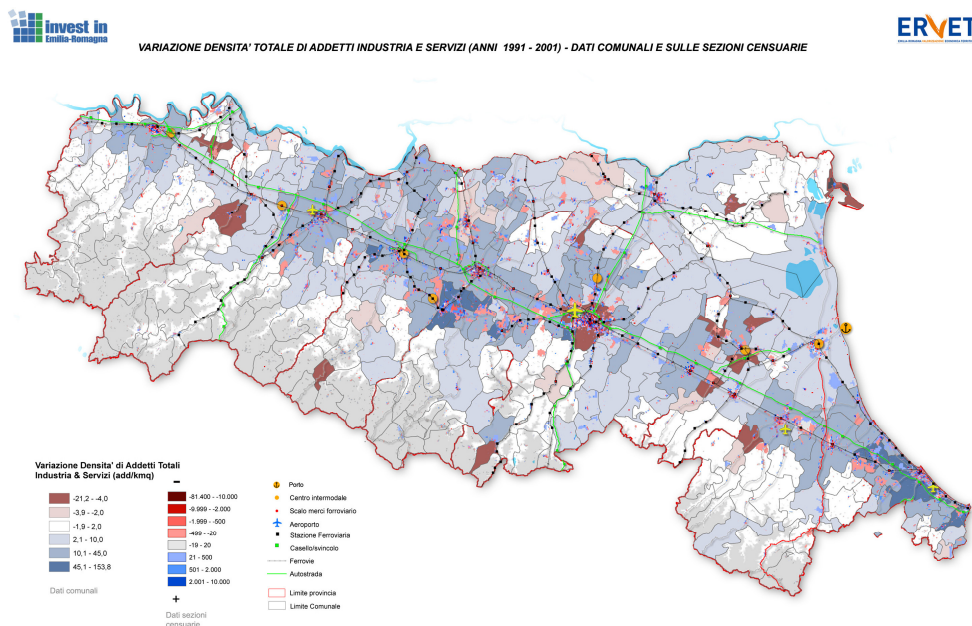 invest in
Emilia-Romagna
ERVET
VARIAZIONE DENSITA' TOTALE DI ADDETTI INDUSTRIA E SERVIZI (ANNI 1991 - 2001) - DATI COMUNALI E SULLE SEZIONI CENSUARIE
Variazione Densita' di Addetti Totali
Industria & Servizi (add/kmq)
-21,2 - -4,0
-3,9 - -2,0
-1,9 - 2,0
2,1 - 10,0
10,1 - 45,0
45,1 - 153,8
Dati comunali
-
-81.400 - -10.000
-9.999 - -2.000
-1.999 - -500
-499 - -20
-19 - 20
21 - 500
501 - 2.000
2.001 - 10.000
+
Dati sezioni
censuarie
Porto
Centro intermodale
Scalo merci ferroviario
Aeroporto
Stazione Ferroviaria
Casello/svincolo
Ferrovie
Autostrada
Limite provincia
Limite Comunale